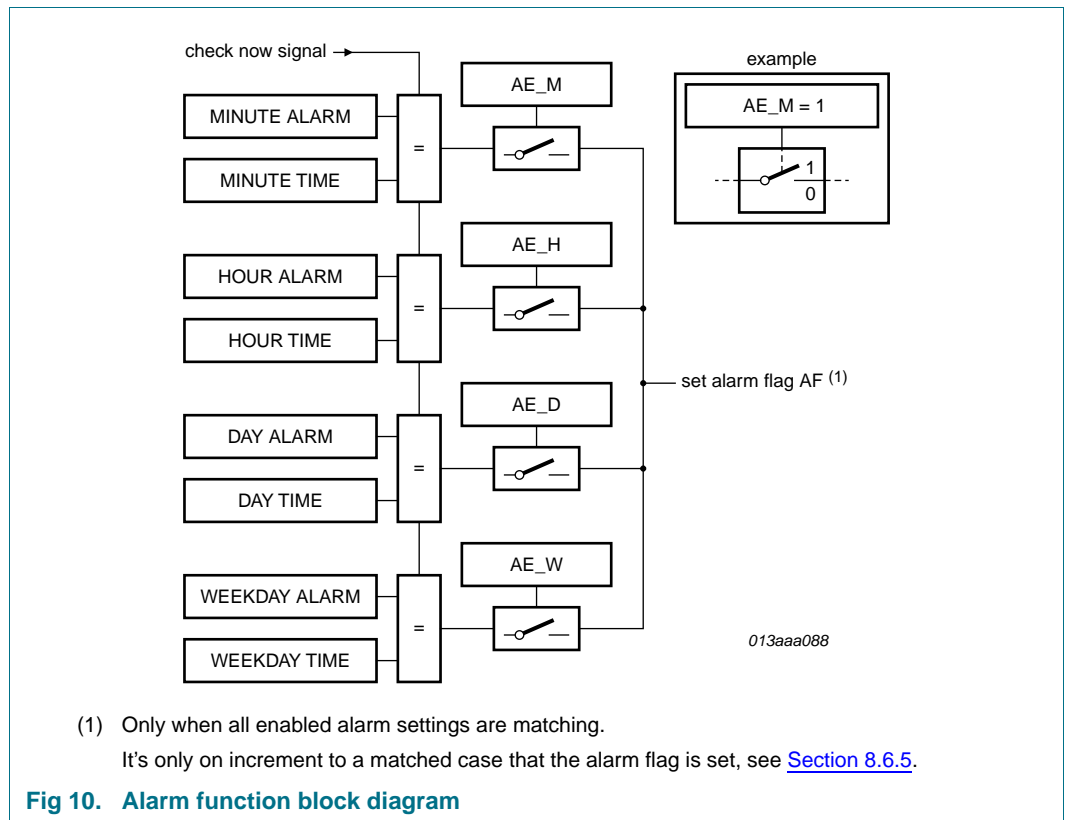 check now signal
example
AE_M
AE_M = 1
MINUTE ALARM
=
MINUTE TIME
1
0
AE_H
HOUR ALARM
=
HOUR TIME
set alarm flag AF (1)
AE_D
DAY ALARM
=
DAY TIME
AE_W
WEEKDAY ALARM
=
WEEKDAY TIME
013aaa088
(1) Only when all enabled alarm settings are matching.
It's only on increment to a matched case that the alarm flag is set, see Section 8.6.5.
Fig 10. Alarm function block diagram